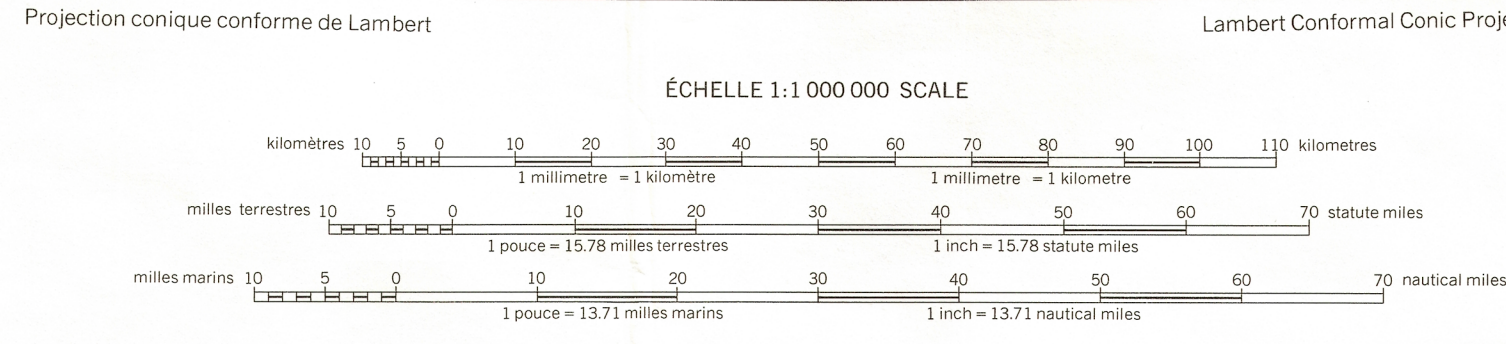 Projection conique conforme de Lambert
Lambert Conformal Conic Proje
ÉCHELLE 1:1 000 000 SCALE
kilomètres 10 5 0 10 20 30 40 50 60 70 80 90 100 110 kilometres
1 millimetre = 1 kilomètre
1 millimetre = 1 kilometre
milles terrestres 10 5 0 10 20 30 40 50 60 70 statute miles
1 pouce = 15.78 milles terrestres
1 inch = 15.78 statute miles
milles marins 10 5 0 10 20 30 40 50 60 70 nautical miles
1 pouce = 13.71 milles marins
1 inch = 13.71 nautical miles